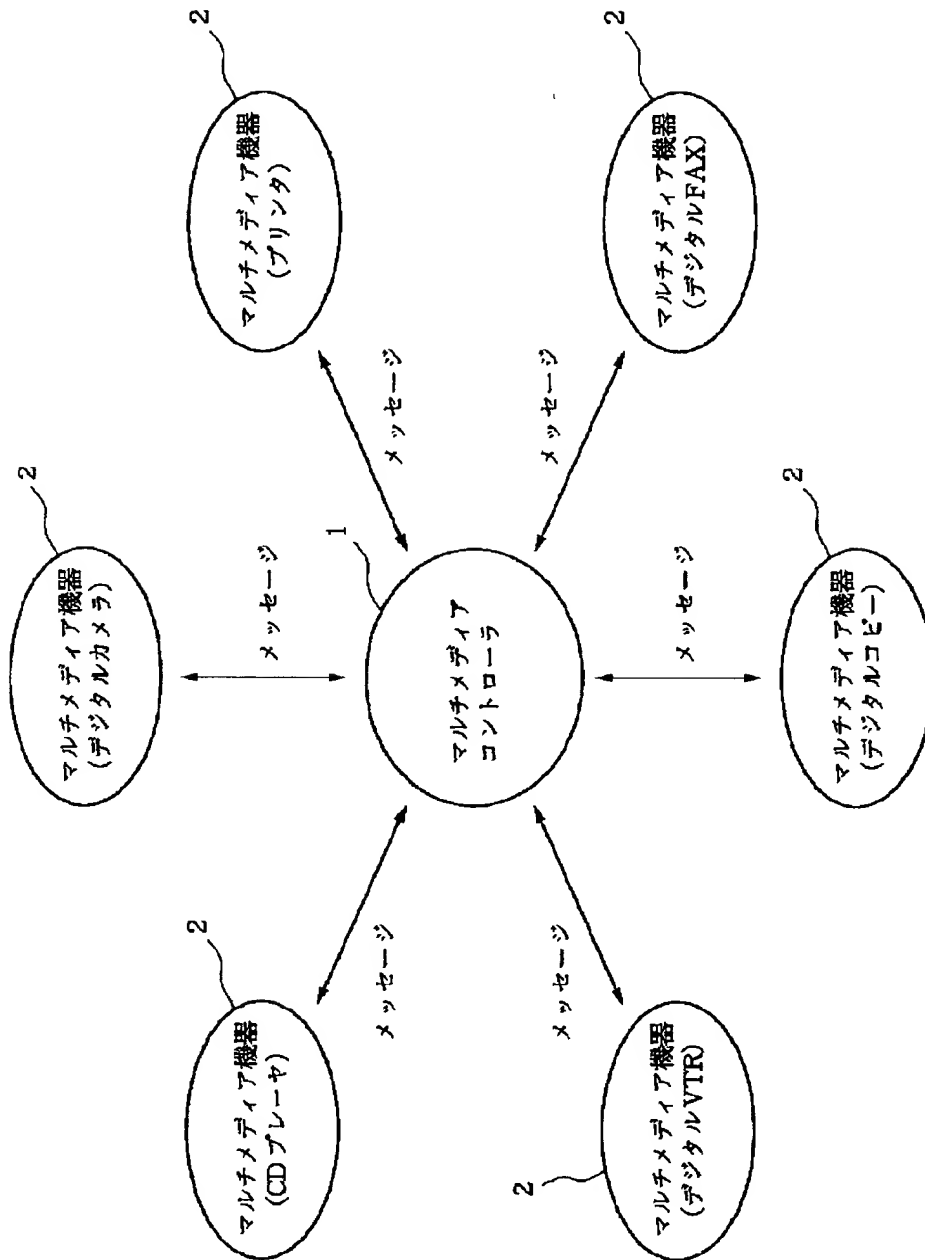 2
マルチメディア機器
(デジタルカメラ)
メッセージ
2
マルチメディア機器
(CDプレーヤ)
メッセージ
2
マルチメディア機器
(プリンタ)
メッセージ
1
マルチメディア
コントローラ
2
マルチメディア機器
(デジタルVTR)
メッセージ
2
マルチメディア機器
(デジタルコピー)
メッセージ
2
マルチメディア機器
(デジタルFAX)
メッセージ